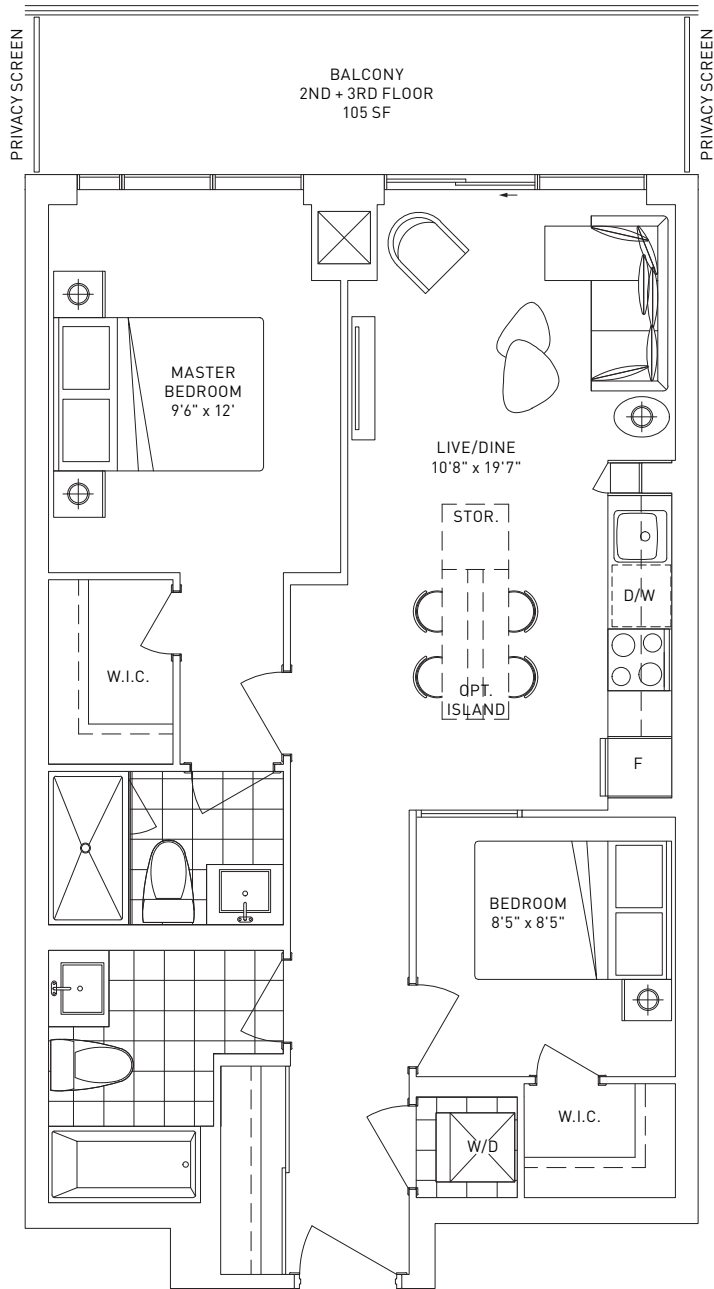 PRIVACY SCREEN
BALCONY
2ND + 3RD FLOOR
105 SF
PRIVACY SCREEN
MASTER
BEDROOM
9'6" x 12'
LIVE/DINE
10'8" x 19'7"
STOR.
D/W
W.I.C.
OPT.
ISLAND
F
BEDROOM
8'5" x 8'5"
W.I.C.
W/D